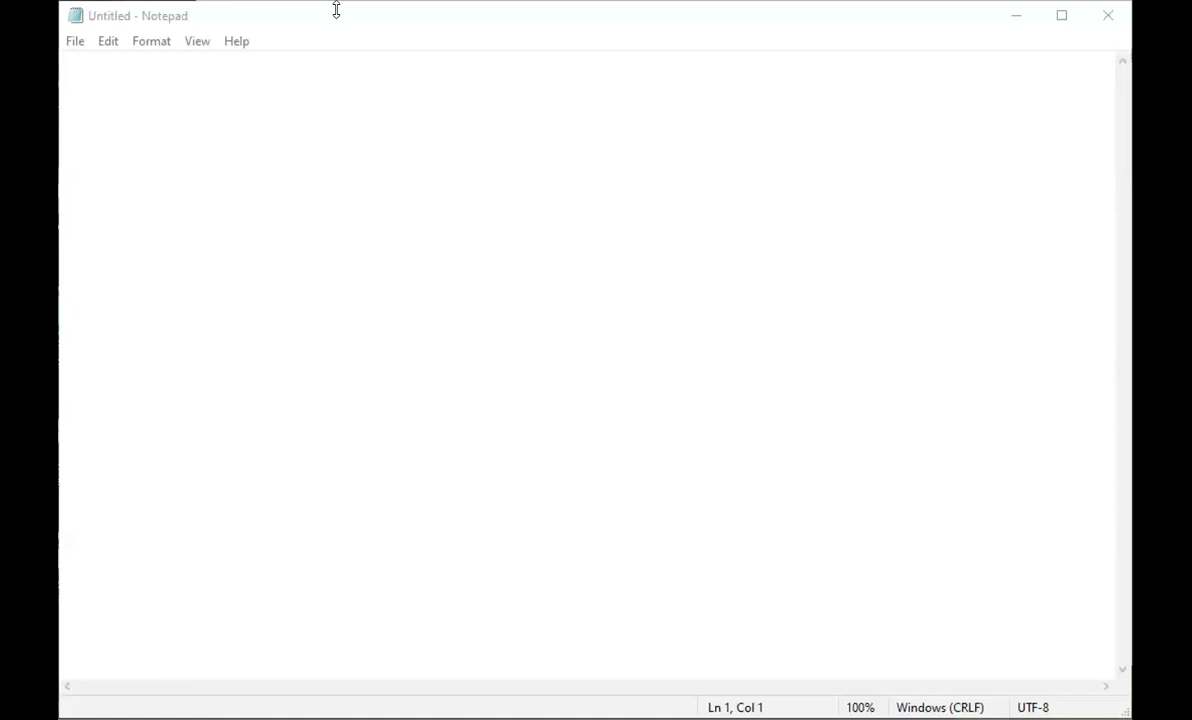 Untitled - Notepad
File Edit Format View Help
Ln 1, Col 1 100% Windows (CRLF) UTF-8